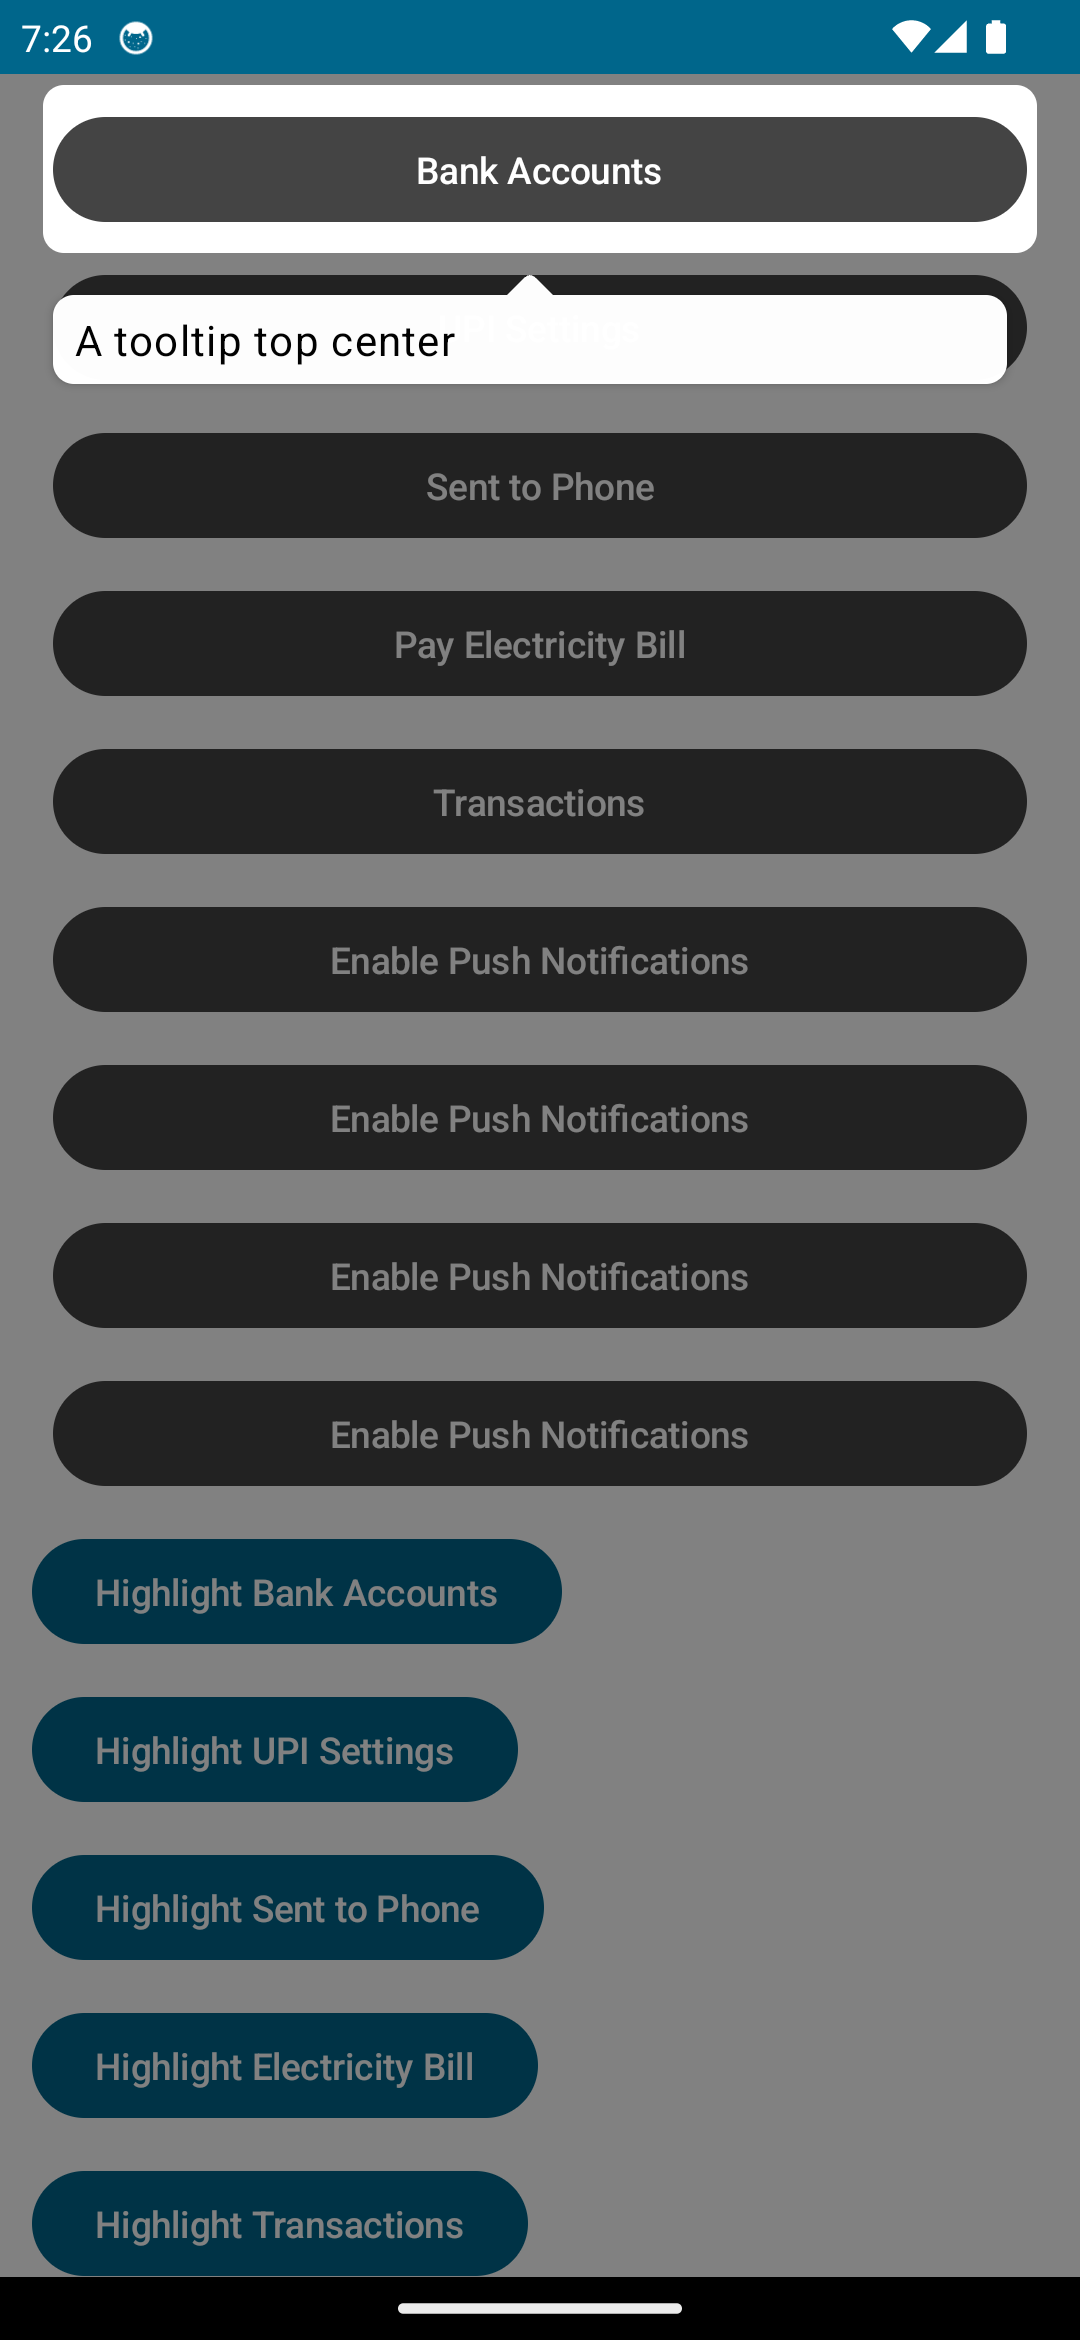 7:26
Bank Accounts
UPI Settings
A tooltip top center
Sent to Phone
Pay Electricity Bill
Transactions
Enable Push Notifications
Enable Push Notifications
Enable Push Notifications
Enable Push Notifications
Highlight Bank Accounts
Highlight UPI Settings
Highlight Sent to Phone
Highlight Electricity Bill
Highlight Transactions